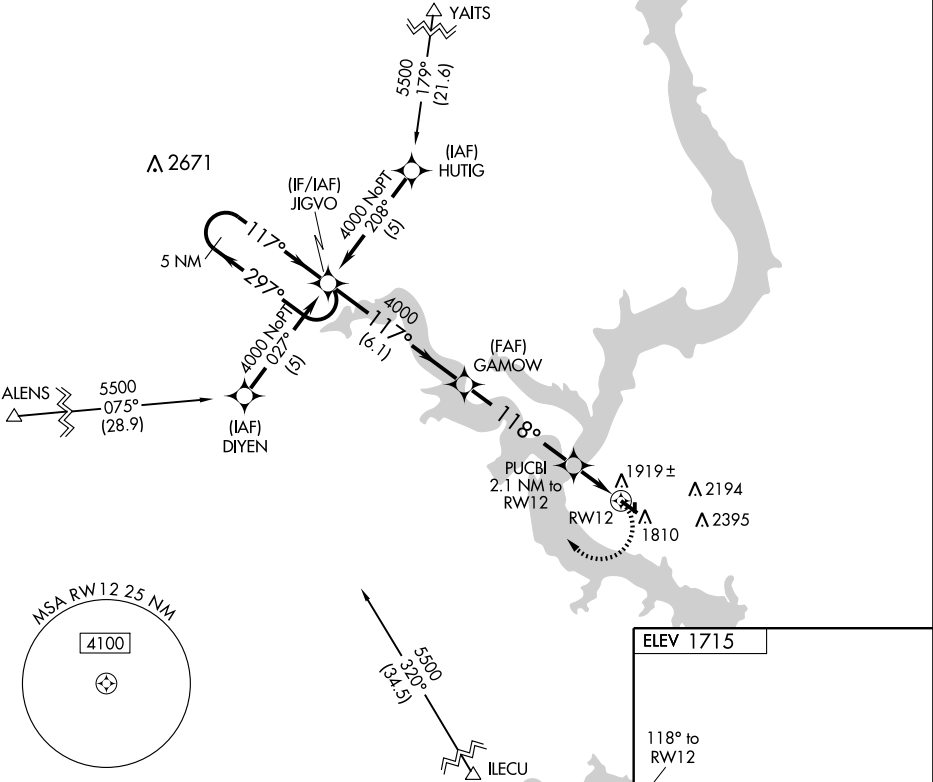 YAITS
5500
179°
(21.6)
(IAF)
HUTIG
2671
(IF/IAF)
JIGVO
4000 NoPT
208°
(5)
117°
5 NM
297°
4000
117°
(6.1)
4000 NoPT
027°
(5)
(FAF)
GAMOW
ALENS
5500
075°
(28.9)
(IAF)
DIYEN
118°
PUCBI
2.1 NM to
RW12
1919±
2194
RW12
1810
2395
MSA RW12 25 NM
4100
5500
320°
(34.5)
ILECU
ELEV 1715
118° to
RW12